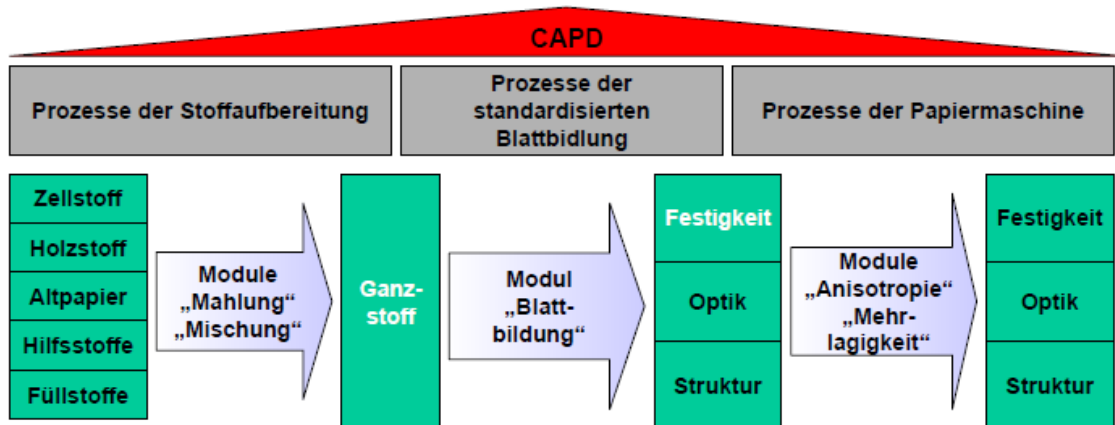 CAPD
Prozesse der Stoffaufbereitung
Prozesse der
standardisierten
Blattbidlung
Prozesse der Papiermaschine
Zellstoff
Holzstoff
Altpapier
Hilfsstoffe
Füllstoffe
Module
„Mahlung“
„Mischung“
Ganz-
stoff
Modul
„Blatt-
bildung“
Festigkeit
Optik
Struktur
Module
„Anisotropie“
„Mehr-
lagigkeit“
Festigkeit
Optik
Struktur